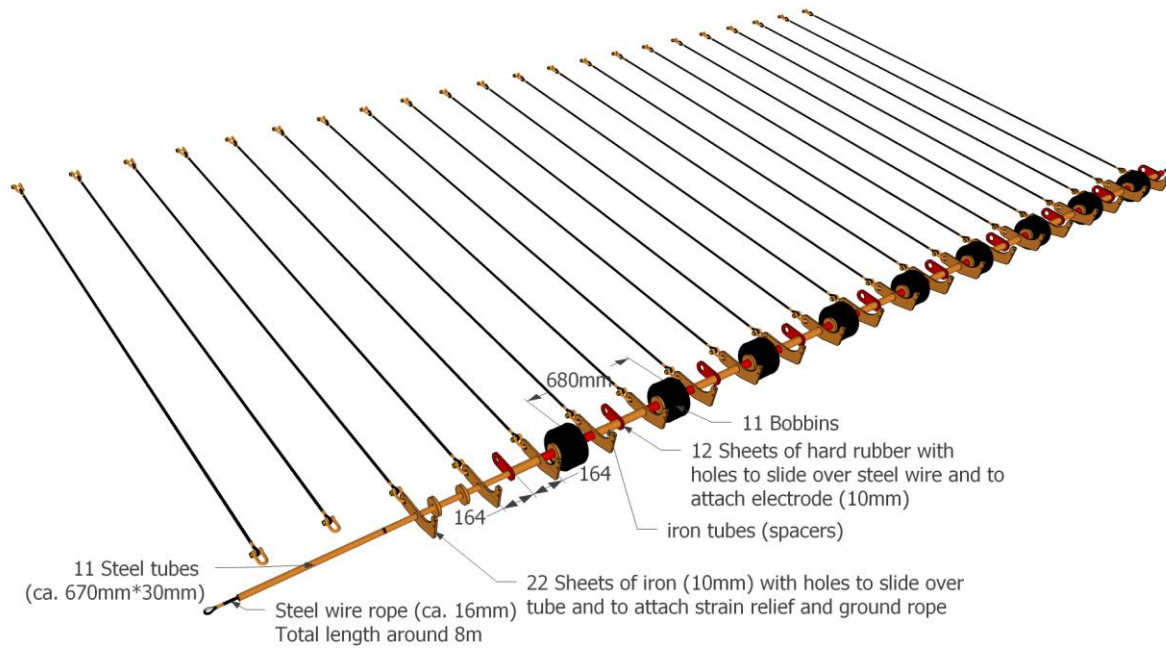 680mm
11 Bobbins
12 Sheets of hard rubber with
holes to slide over steel wire and to
attach electrode (10mm)
164
164
iron tubes (spacers)
11 Steel tubes
(ca. 670mm*30mm)
22 Sheets of iron (10mm) with holes to slide over
tube and to attach strain relief and ground rope
Steel wire rope (ca. 16mm)
Total length around 8m